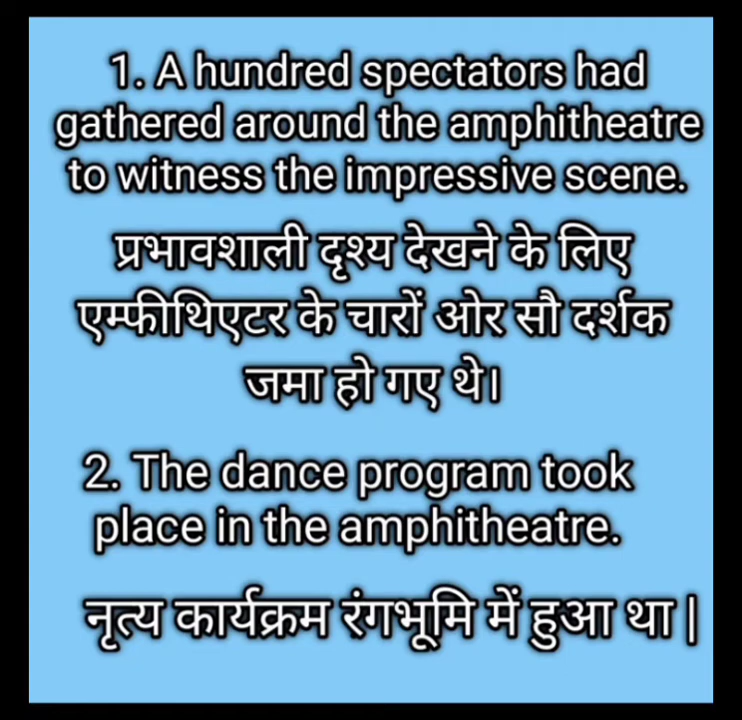 1. A hundred spectators had
gathered around the amphitheatre
to witness the impressive scene.
प्रभावशाली दृश्य देखने के लिए
एम्फीथिएटर के चारों ओर सौ दर्शक
जमा हो गए थे।
2. The dance program took
place in the amphitheatre.
नृत्य कार्यक्रम रंगभूमि में हुआ था |